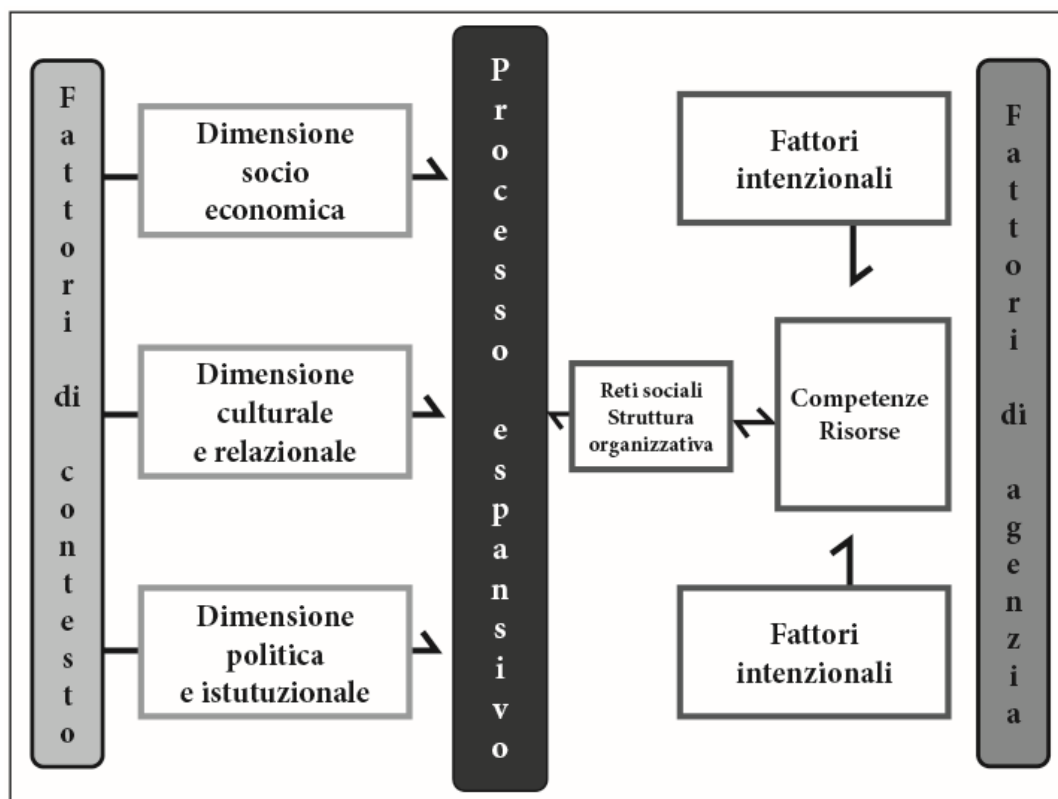 Fattori di contesto
Dimensione
socio
economica
Dimensione
culturale
e relazionale
Dimensione
politica
e istutuzionale
Processo espansivo
Reti sociali
Struttura
organizzativa
Fattori
intenzionali
Competenze
Risorse
Fattori
intenzionali
Fattori di agenzia